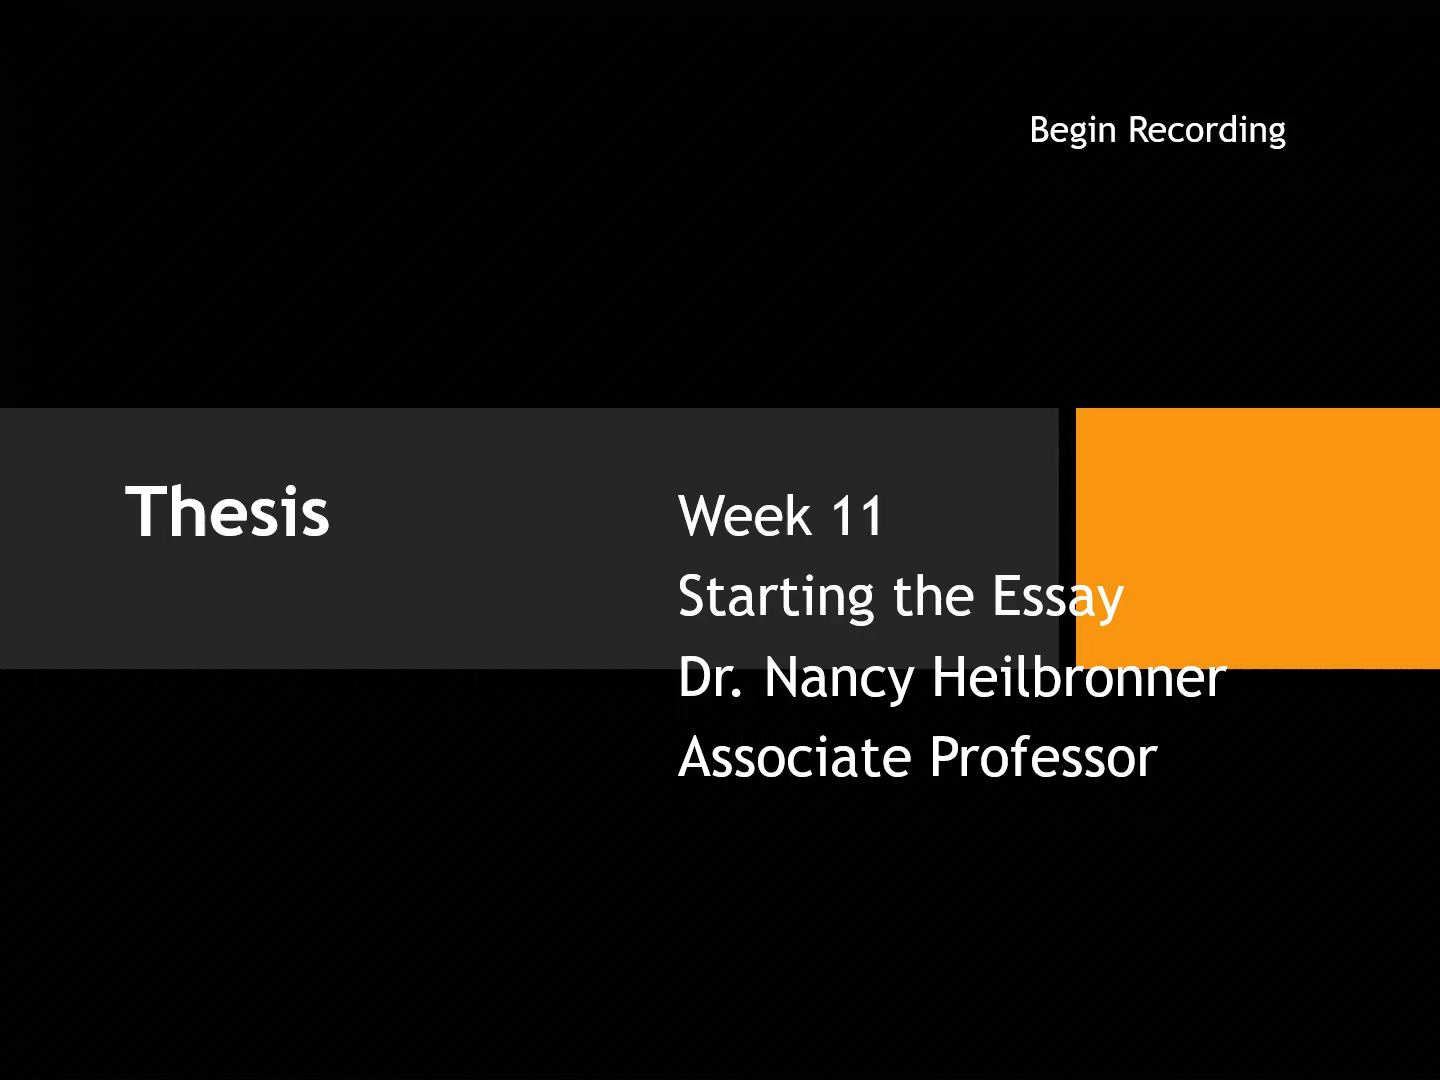 Begin Recording
Thesis
Week 11
Starting the Essay
Dr. Nancy Heilbronner
Associate Professor